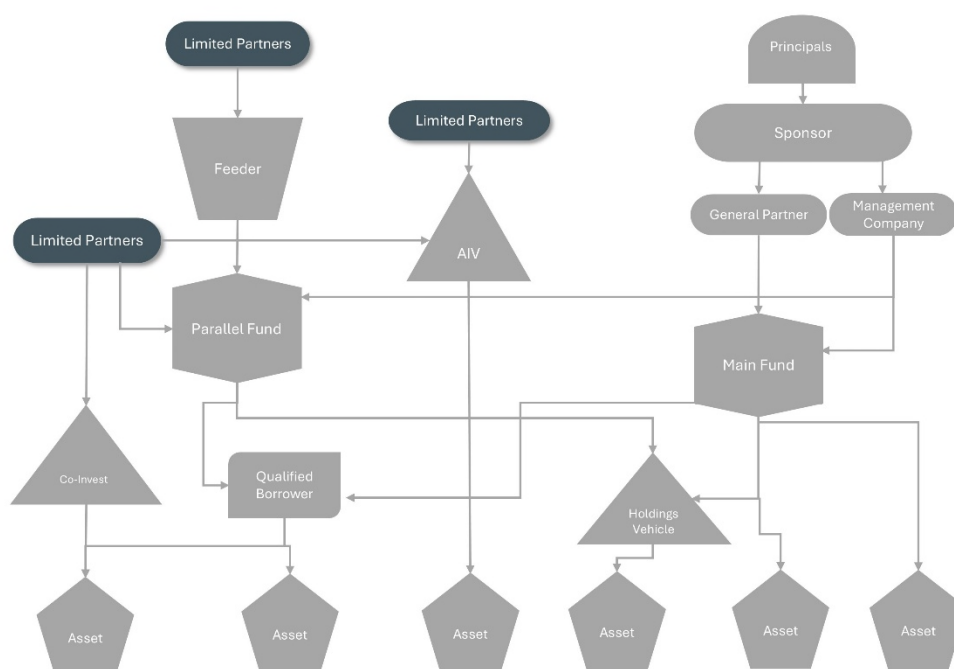 Limited Partners
Principals
Limited Partners
Sponsor
Feeder
General Partner
Management
Company
Limited Partners
AIV
Parallel Fund
Main Fund
Co-Invest
Qualified
Borrower
Holdings
Vehicle
Asset
Asset
Asset
Asset
Asset
Asset